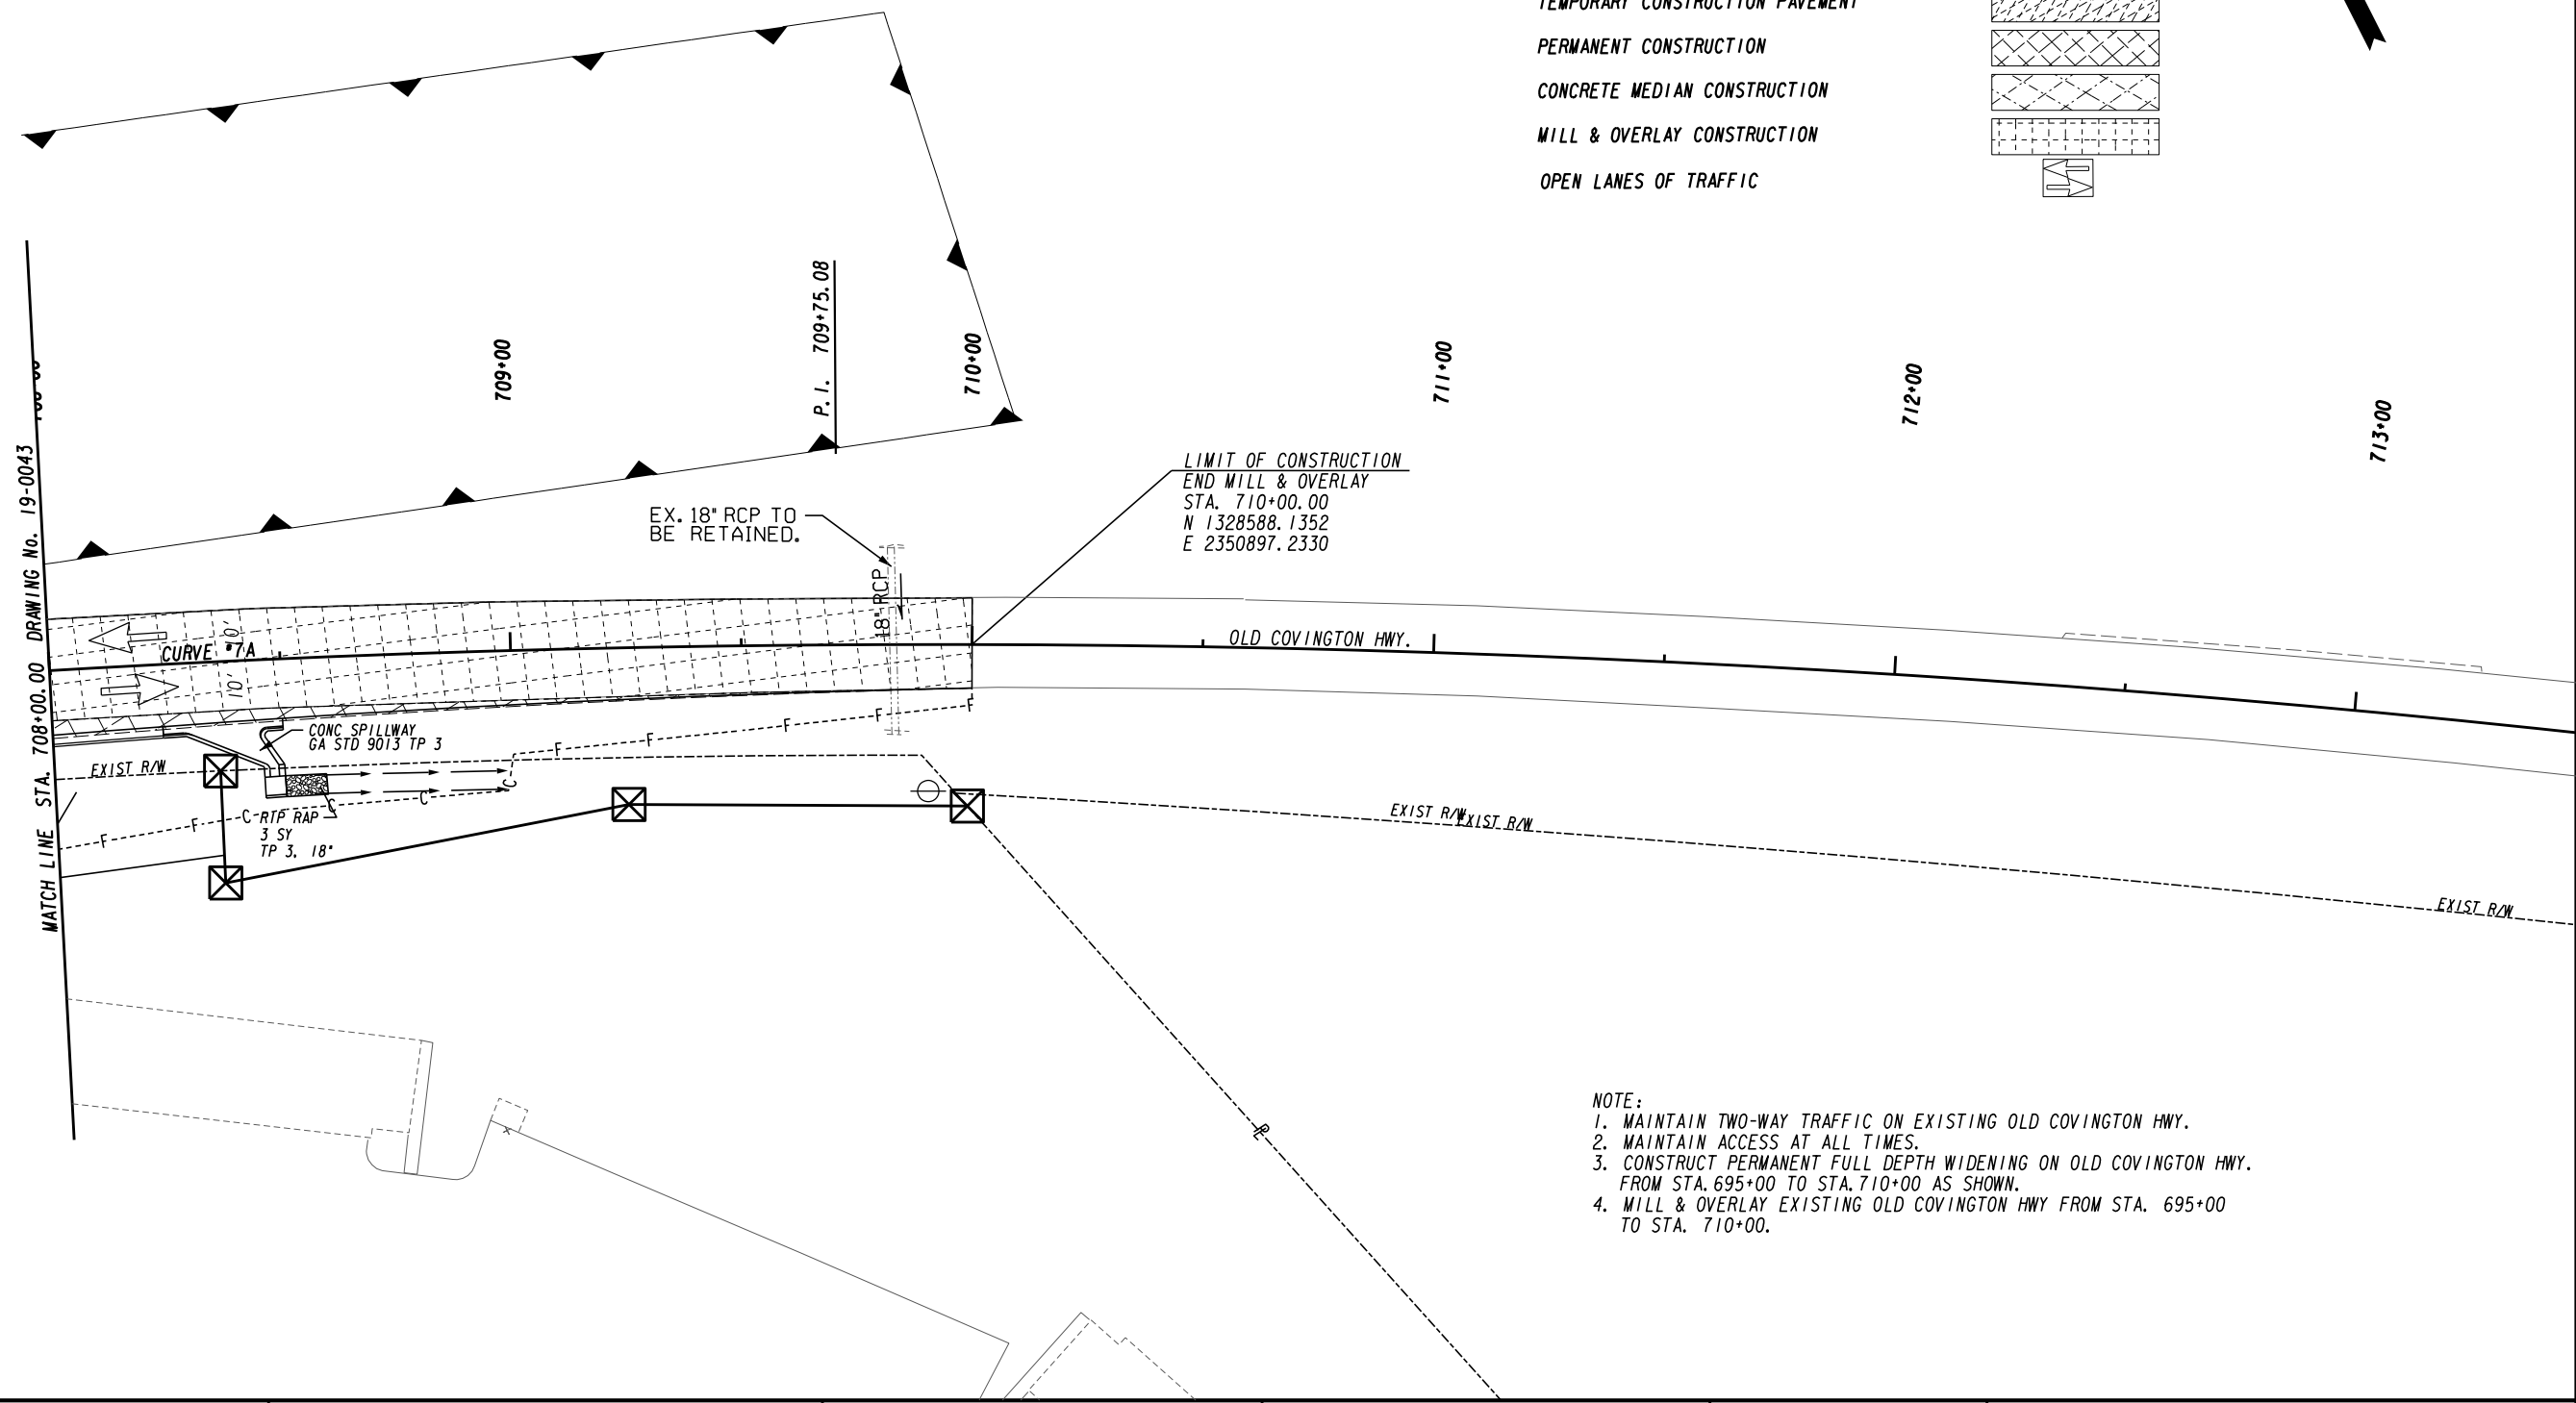 TEMPORARY CONSTRUCTION PAVEMENT
PERMANENT CONSTRUCTION
CONCRETE MEDIAN CONSTRUCTION
MILL & OVERLAY CONSTRUCTION
OPEN LANES OF TRAFFIC
709+00
P.I. 709+75.08
710+00
711+00
712+00
713+00
MATCH LINE STA. 708+00.00 DRAWING No. 19-0043
LIMIT OF CONSTRUCTION
END MILL & OVERLAY
STA. 710+00.00
N 1328588.1352
E 2350897.2330
EX. 18" RCP TO
BE RETAINED.
18" RCP
10'
10'
CURVE #7A
OLD COVINGTON HWY.
CONC SPILLWAY
GA STD 9013 TP 3
EXIST R/W
F
F
F
F
F
F
F
C
C
C
C
RTP RAP
3 SY
TP 3, 18"
EXIST R/W
EXIST R/W
EXIST R/W
PL
NOTE:
1. MAINTAIN TWO-WAY TRAFFIC ON EXISTING OLD COVINGTON HWY.
2. MAINTAIN ACCESS AT ALL TIMES.
3. CONSTRUCT PERMANENT FULL DEPTH WIDENING ON OLD COVINGTON HWY.
FROM STA.695+00 TO STA.710+00 AS SHOWN.
4. MILL & OVERLAY EXISTING OLD COVINGTON HWY FROM STA. 695+00
TO STA. 710+00.